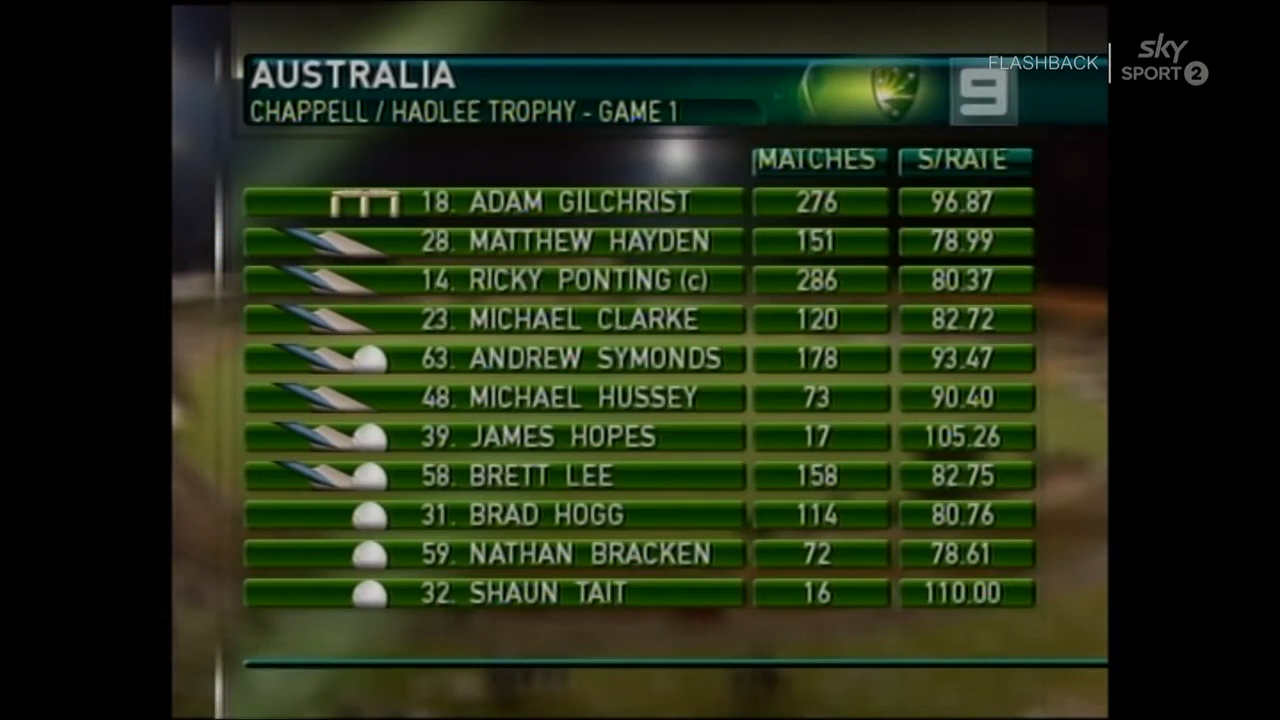 AUSTRALIA
CHAPPELL / HADLEE TROPHY - GAME 1
9
FLASHBACK
sky
SPORT 2
MATCHES S/RATE
18. ADAM GILCHRIST 276 96.87
28. MATTHEW HAYDEN 151 78.99
14. RICKY PONTING (c) 286 80.37
23. MICHAEL CLARKE 120 82.72
63. ANDREW SYMONDS 178 93.47
48. MICHAEL HUSSEY 73 90.40
39. JAMES HOPES 17 105.26
58. BRETT LEE 158 82.75
31. BRAD HOGG 114 80.76
59. NATHAN BRACKEN 72 78.61
32. SHAUN TAIT 16 110.00